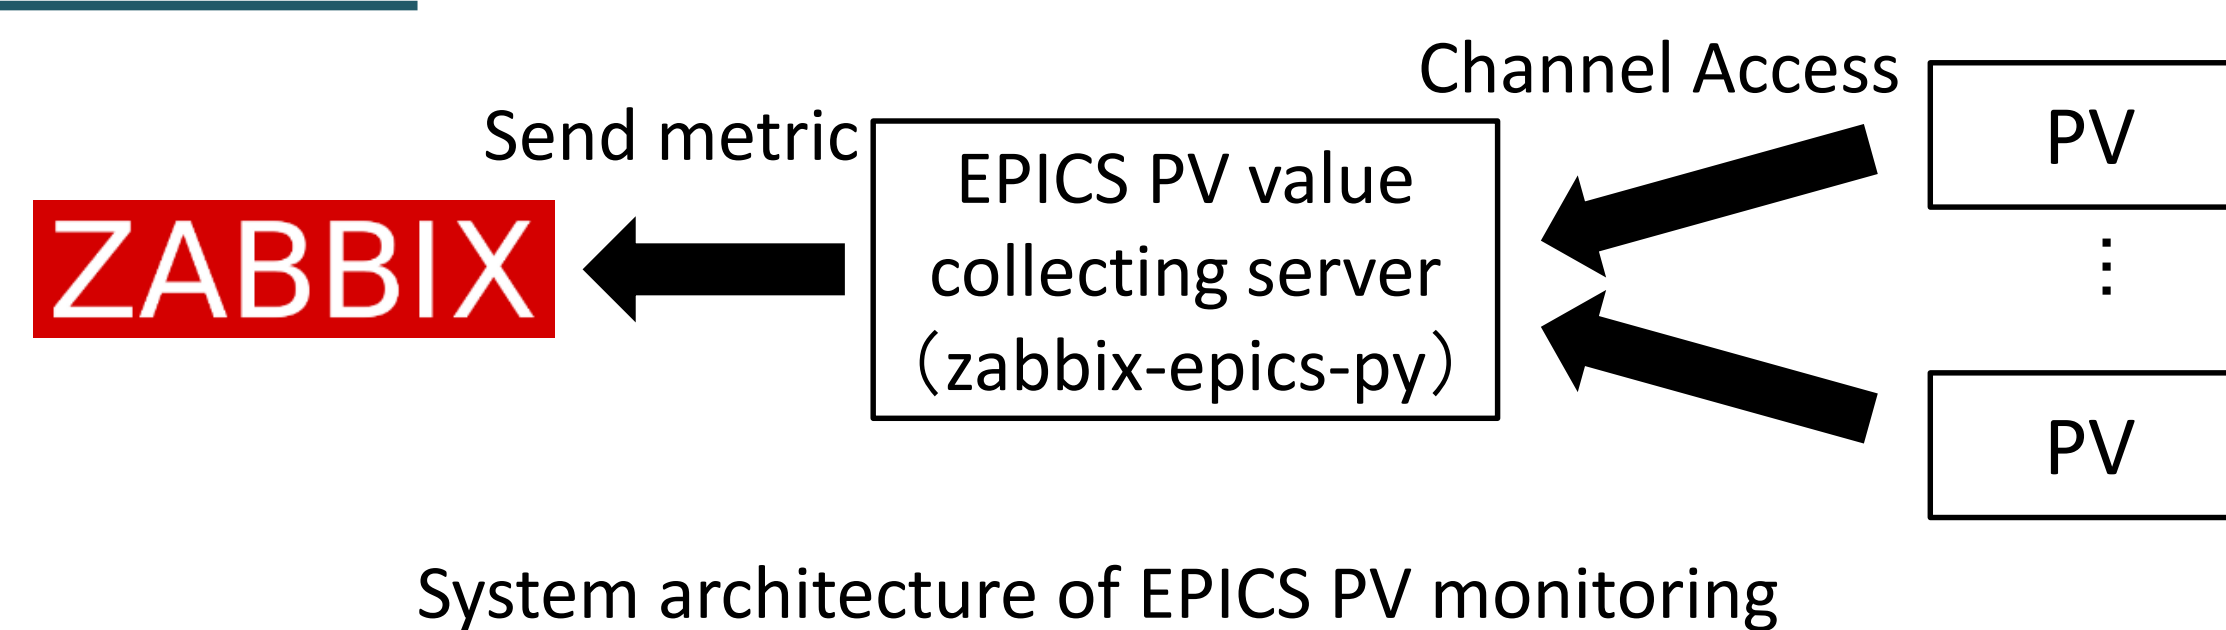 Channel Access
Send metric
PV
EPICS PV value
collecting server
（zabbix-epics-py）
ZABBIX
⋮
PV
System architecture of EPICS PV monitoring